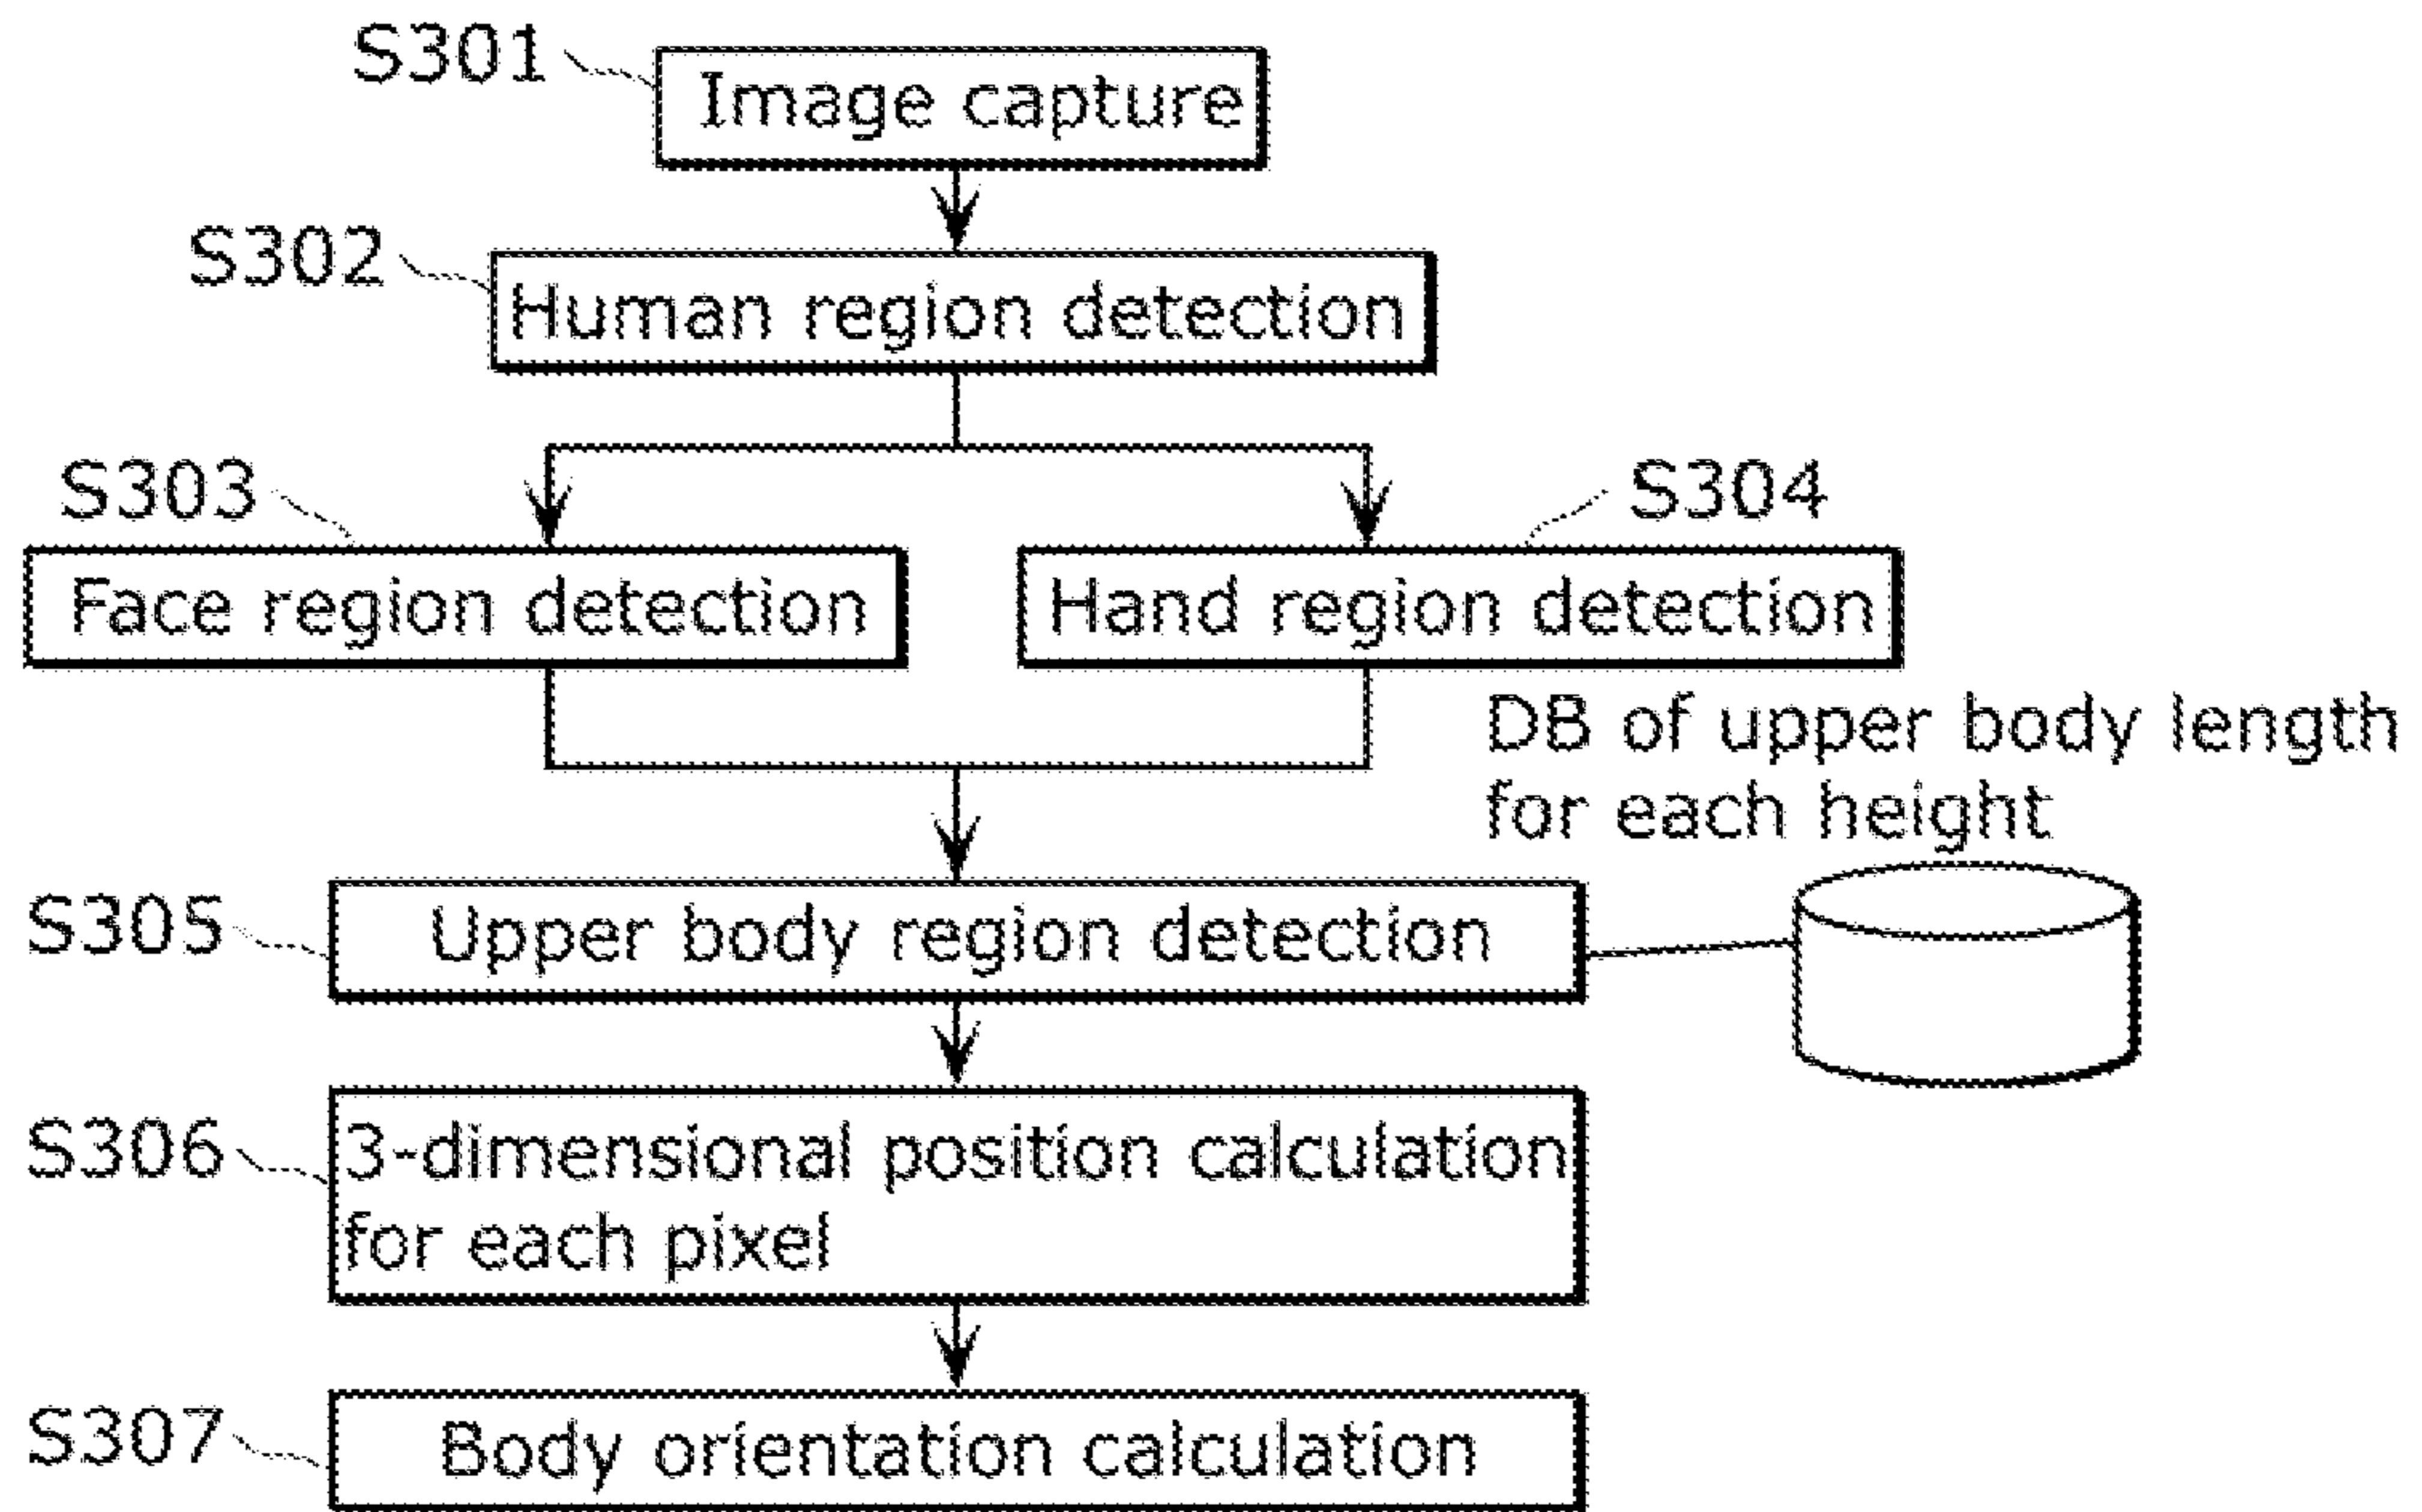 S301
Image capture
S302
Human region detection
S303
S304
Face region detection
Hand region detection
DB of upper body length
for each height
S305
Upper body region detection
S306
3-dimensional position calculation
for each pixel
S307
Body orientation calculation